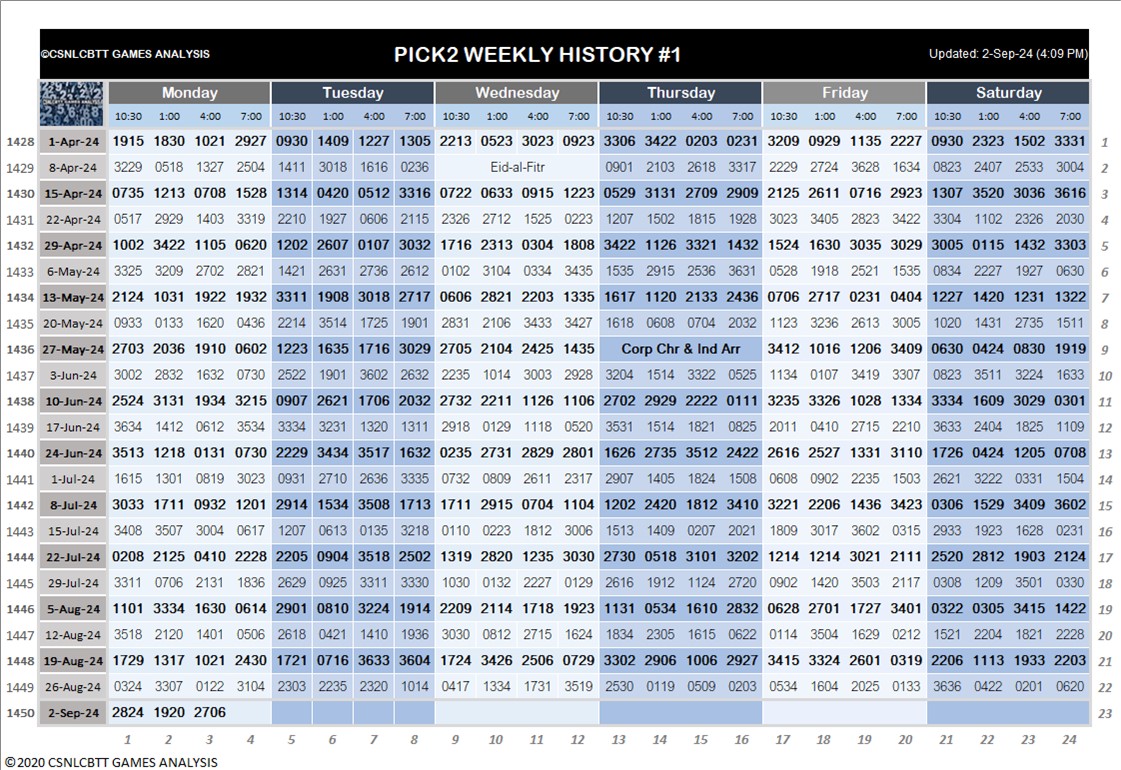 ©CSNLCBTT GAMES ANALYSIS PICK2 WEEKLY HISTORY #1 Updated: 2-Sep-24 (4:09 PM)
Monday Tuesday Wednesday Thursday Friday Saturday
10:30 1:00 4:00 7:00 10:30 1:00 4:00 7:00 10:30 1:00 4:00 7:00 10:30 1:00 4:00 7:00 10:30 1:00 4:00 7:00 10:30 1:00 4:00 7:00
1428 1-Apr-24 1915 1830 1021 2927 0930 1409 1227 1305 2213 0523 3023 0923 3306 3422 0203 0231 3209 0929 1135 2227 0930 2323 1502 3331 1
1429 8-Apr-24 3229 0518 1327 2504 1411 3018 1616 0236 Eid-al-Fitr 0901 2103 2618 3317 2229 2724 3628 1634 0823 2407 2533 3004 2
1430 15-Apr-24 0735 1213 0708 1528 1314 0420 0512 3316 0722 0633 0915 1223 0529 3131 2709 2909 2125 2611 0716 2923 1307 3520 3036 3616 3
1431 22-Apr-24 0517 2929 1403 3319 2210 1927 0606 2115 2326 2712 1525 0223 1207 1502 1815 1928 3023 3405 2823 3422 3304 1102 2326 2030 4
1432 29-Apr-24 1002 3422 1105 0620 1202 2607 0107 3032 1716 2313 0304 1808 3422 1126 3321 1432 1524 1630 3035 3029 3005 0115 1432 3303 5
1433 6-May-24 3325 3209 2702 2821 1421 2631 2736 2612 0102 3104 0334 3435 1535 2915 2536 3631 0528 1918 2521 1535 0834 2227 1927 0630 6
1434 13-May-24 2124 1031 1922 1932 3311 1908 3018 2717 0606 2821 2203 1335 1617 1120 2133 2436 0706 2717 0231 0404 1227 1420 1231 1322 7
1435 20-May-24 0933 0133 1620 0436 2214 3514 1725 1901 2831 2106 3433 3427 1618 0608 0704 2032 1123 3236 2613 3005 1020 1431 2735 1511 8
1436 27-May-24 2703 2036 1910 0602 1223 1635 1716 3029 2705 2104 2425 1435 Corp Chr & Ind Arr 3412 1016 1206 3409 0630 0424 0830 1919 9
1437 3-Jun-24 3002 2832 1632 0730 2522 1901 3602 2632 2235 1014 3003 2928 3204 1514 3322 0525 1134 0107 3419 3307 0823 3511 3224 1633 10
1438 10-Jun-24 2524 3131 1934 3215 0907 2621 1706 2032 2732 2211 1126 1106 2702 2929 2222 0111 3235 3326 1028 1334 3334 1609 3029 0301 11
1439 17-Jun-24 3634 1412 0612 3534 3334 3231 1320 1311 2918 0129 1118 0520 3531 1514 1821 0825 2011 0410 2715 2210 3633 2404 1825 1109 12
1440 24-Jun-24 3513 1218 0131 0730 2229 3434 3517 1632 0235 2731 2829 2801 1626 2735 3512 2422 2616 2527 1331 3110 1726 0424 1205 0708 13
1441 1-Jul-24 1615 1301 0819 3023 0931 2710 2636 3335 0732 0809 2611 2317 2907 1405 1824 1508 0608 0902 2235 1503 2621 3222 0331 1504 14
1442 8-Jul-24 3033 1711 0932 1201 2914 1534 3508 1713 1711 2915 0704 1104 1202 2420 1812 3410 3221 2206 1436 3423 0306 1529 3409 3602 15
1443 15-Jul-24 3408 3507 3004 0617 1207 0613 0135 3218 0110 0223 1812 3006 1513 1409 0207 2021 1809 3017 3602 0315 2933 1923 1628 0231 16
1444 22-Jul-24 0208 2125 0410 2228 2205 0904 3518 2502 1319 2820 1235 3030 2730 0518 3101 3202 1214 1214 3021 2111 2520 2812 1903 2124 17
1445 29-Jul-24 3311 0706 2131 1836 2629 0925 3311 3330 1030 0132 2227 0129 2616 1912 1124 2720 0902 1420 3503 2117 0308 1209 3501 0330 18
1446 5-Aug-24 1101 3334 1630 0614 2901 0810 3224 1914 2209 2114 1718 1923 1131 0534 1610 2832 0628 2701 1727 3401 0322 0305 3415 1422 19
1447 12-Aug-24 3518 2120 1401 0506 2618 0421 1410 1936 3030 0812 2715 1624 1834 2305 1615 0622 0114 3504 1629 0212 1521 2204 1821 2228 20
1448 19-Aug-24 1729 1317 1021 2430 1721 0716 3633 3604 1724 3426 2506 0729 3302 2906 1006 2927 3415 3324 2601 0319 2206 1113 1933 2203 21
1449 26-Aug-24 0324 3307 0122 3104 2303 2235 2320 1014 0417 1334 1731 3519 2530 0119 0509 0203 0534 1604 2025 0133 3636 0422 0201 0620 22
1450 2-Sep-24 2824 1920 2706 23
1 2 3 4 5 6 7 8 9 10 11 12 13 14 15 16 17 18 19 20 21 22 23 24
©2020 CSNLCBTT GAMES ANALYSIS